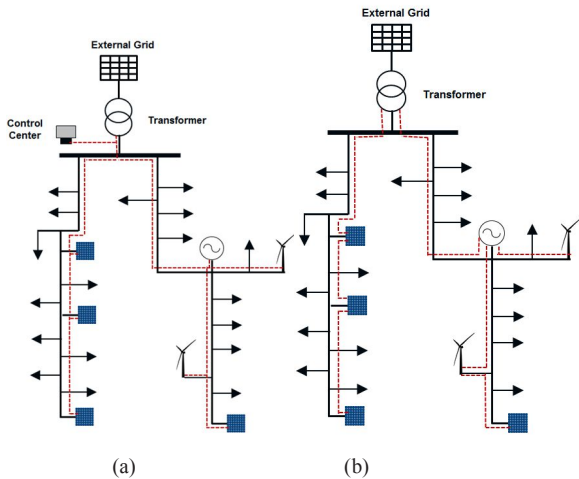 External Grid
Control
Center
Transformer
(a)
External Grid
Transformer
(b)